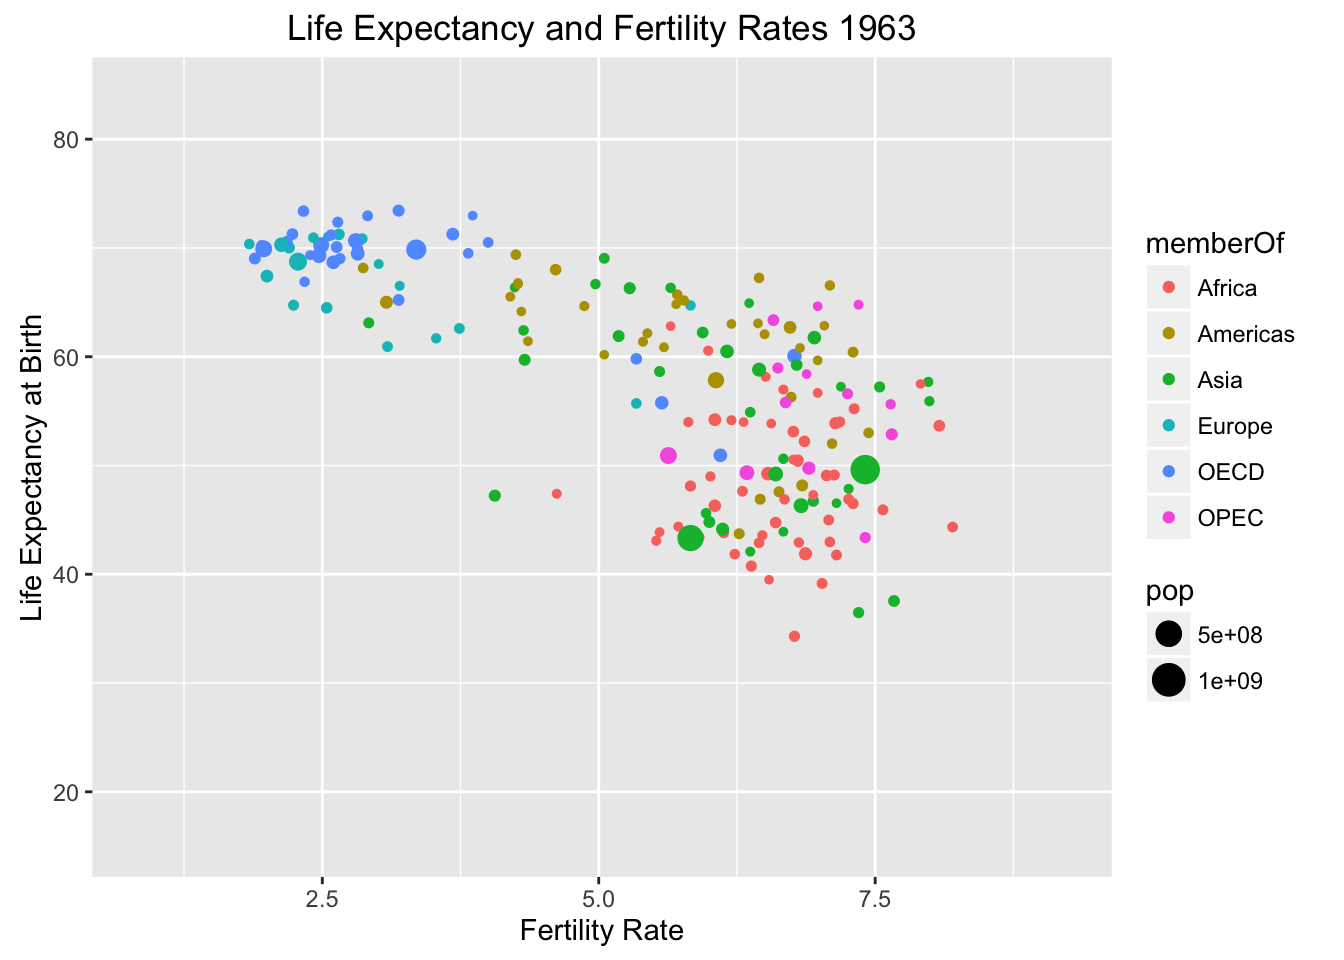 Life Expectancy and Fertility Rates 1963
Life Expectancy at Birth
80
60
40
20
2.5
5.0
7.5
Fertility Rate
memberOf
Africa
Americas
Asia
Europe
OECD
OPEC
pop
5e+08
1e+09